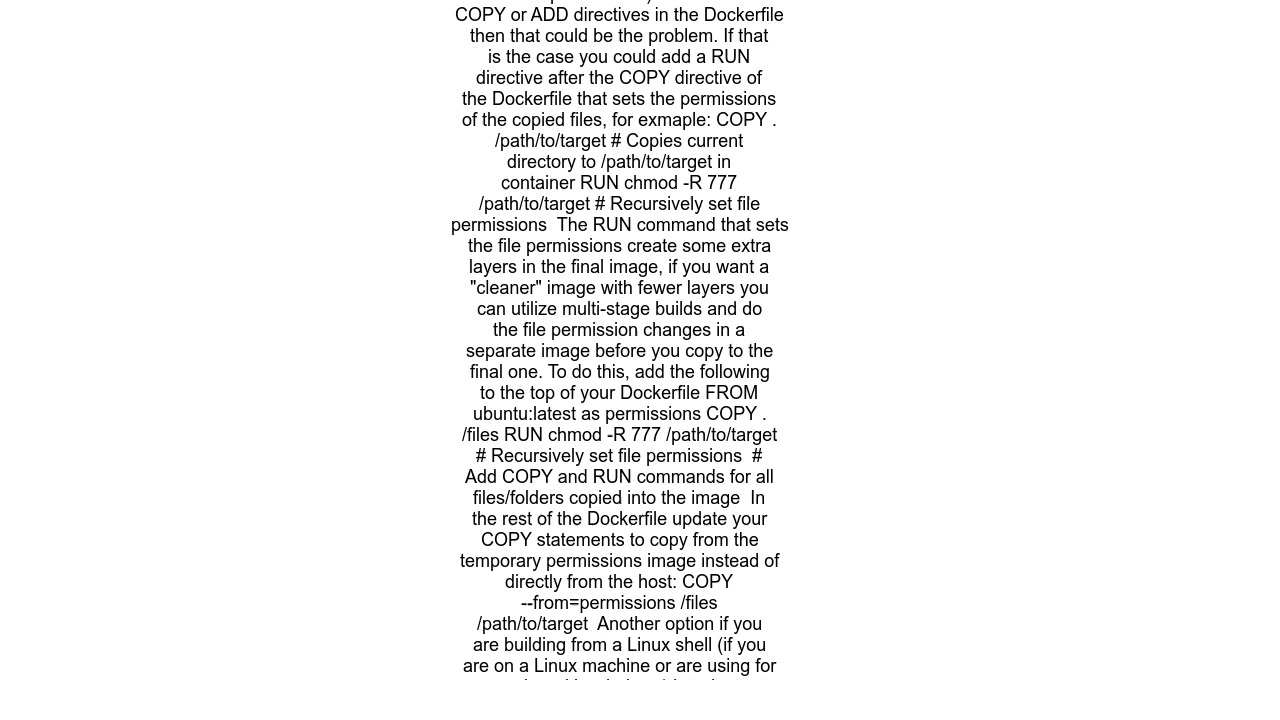 COPY or ADD directives in the Dockerfile
then that could be the problem. If that
is the case you could add a RUN
directive after the COPY directive of
the Dockerfile that sets the permissions
of the copied files, for exmaple: COPY .
/path/to/target # Copies current
directory to /path/to/target in
container RUN chmod -R 777
/path/to/target # Recursively set file
permissions  The RUN command that sets
the file permissions create some extra
layers in the final image, if you want a
"cleaner" image with fewer layers you
can utilize multi-stage builds and do
the file permission changes in a
separate image before you copy to the
final one. To do this, add the following
to the top of your Dockerfile FROM
ubuntu:latest as permissions COPY .
/files RUN chmod -R 777 /path/to/target
# Recursively set file permissions  #
Add COPY and RUN commands for all
files/folders copied into the image  In
the rest of the Dockerfile update your
COPY statements to copy from the
temporary permissions image instead of
directly from the host: COPY
--from=permissions /files
/path/to/target  Another option if you
are building from a Linux shell (if you
are on a Linux machine or are using for